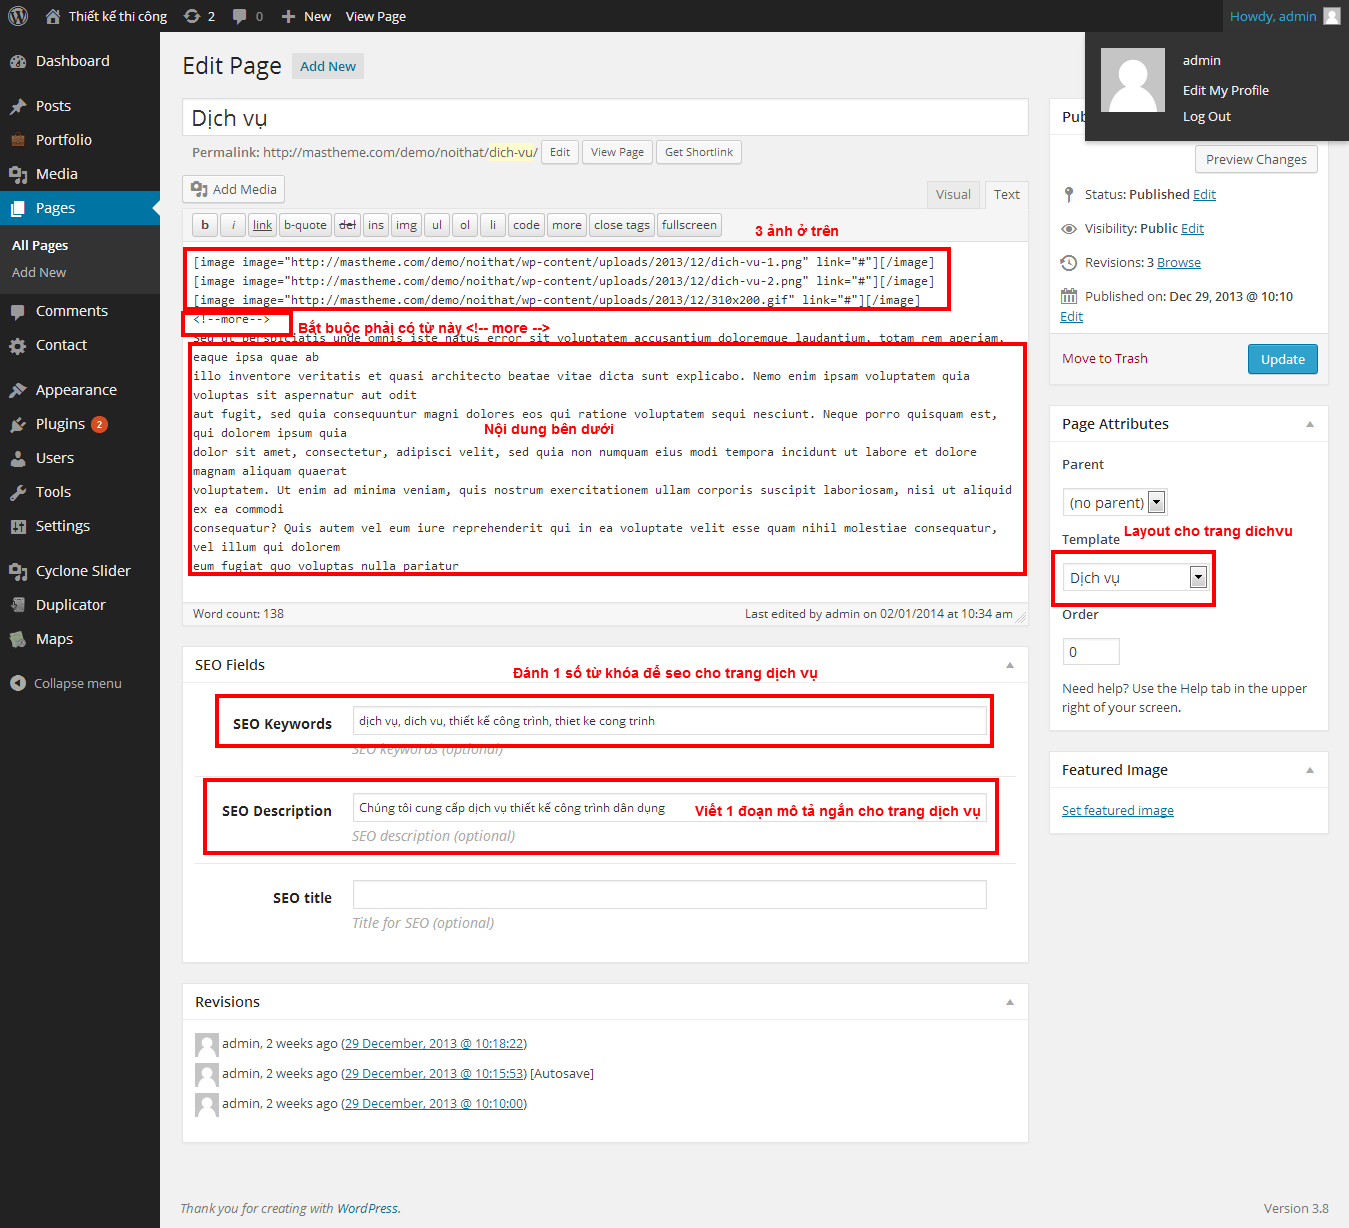 Thiết kế thi công
2
0
New
View Page
Howdy, admin
admin
Edit My Profile
Log Out
Dashboard
Posts
Portfolio
Media
Pages
All Pages
Add New
Comments
Contact
Appearance
Plugins 2
Users
Tools
Settings
Cyclone Slider
Duplicator
Maps
Collapse menu
Edit Page
Add New
Dịch vụ
Permalink: http://mastheme.com/demo/noithat/dich-vu/
Edit
View Page
Get Shortlink
Add Media
Visual
Text
b
i
link
b-quote
del
ins
img
ul
ol
li
code
more
close tags
fullscreen
3 ảnh ở trên
[image image="http://mastheme.com/demo/noithat/wp-content/uploads/2013/12/dich-vu-1.png" link="#"][/image]
[image image="http://mastheme.com/demo/noithat/wp-content/uploads/2013/12/dich-vu-2.png" link="#"][/image]
[image image="http://mastheme.com/demo/noithat/wp-content/uploads/2013/12/310x200.gif" link="#"][/image]
<!--more-->
Bắt buộc phải có từ này <!-- more -->
Sed ut perspiciatis unde omnis iste natus error sit voluptatem accusantium doloremque laudantium, totam rem aperiam,
eaque ipsa quae ab
illo inventore veritatis et quasi architecto beatae vitae dicta sunt explicabo. Nemo enim ipsam voluptatem quia
voluptas sit aspernatur aut odit
aut fugit, sed quia consequuntur magni dolores eos qui ratione voluptatem sequi nesciunt. Neque porro quisquam est,
qui dolorem ipsum quia
Nội dung bên dưới
dolor sit amet, consectetur, adipisci velit, sed quia non numquam eius modi tempora incidunt ut labore et dolore
magnam aliquam quaerat
voluptatem. Ut enim ad minima veniam, quis nostrum exercitationem ullam corporis suscipit laboriosam, nisi ut aliquid
ex ea commodi
consequatur? Quis autem vel eum iure reprehenderit qui in ea voluptate velit esse quam nihil molestiae consequatur,
vel illum qui dolorem
eum fugiat quo voluptas nulla pariatur
Word count: 138
Last edited by admin on 02/01/2014 at 10:34 am
SEO Fields
Đánh 1 số từ khóa để seo cho trang dịch vụ
SEO Keywords
dịch vụ, dich vu, thiết kế công trình, thiet ke cong trinh
SEO keywords (optional)
SEO Description
Chúng tôi cung cấp dịch vụ thiết kế công trình dân dụng
Viết 1 đoạn mô tả ngắn cho trang dịch vụ
SEO description (optional)
SEO title
Title for SEO (optional)
Revisions
admin, 2 weeks ago (29 December, 2013 @ 10:18:22)
admin, 2 weeks ago (29 December, 2013 @ 10:15:53) [Autosave]
admin, 2 weeks ago (29 December, 2013 @ 10:10:00)
Preview Changes
Status: Published Edit
Visibility: Public Edit
Revisions: 3 Browse
Published on: Dec 29, 2013 @ 10:10
Edit
Move to Trash
Update
Page Attributes
Parent
(no parent)
Template
Layout cho trang dichvu
Dịch vụ
Order
0
Need help? Use the Help tab in the upper
right of your screen.
Featured Image
Set featured image
Thank you for creating with WordPress.
Version 3.8